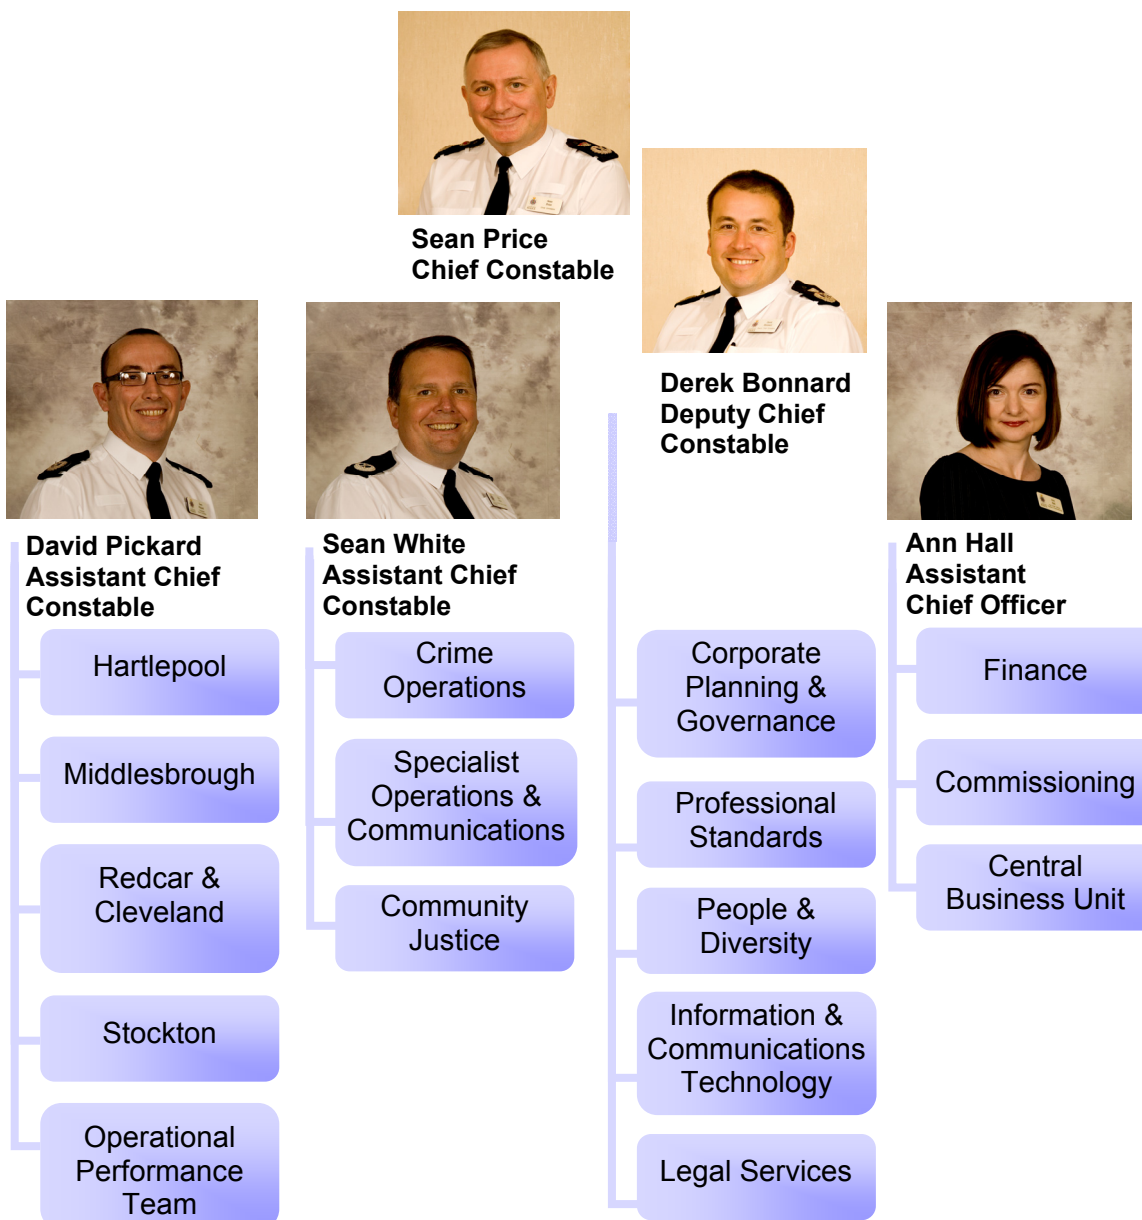 Sean Price
Chief Constable
Derek Bonnard
Deputy Chief
Constable
David Pickard
Assistant Chief
Constable
Hartlepool
Middlesbrough
Redcar &
Cleveland
Stockton
Operational
Performance
Team
Sean White
Assistant Chief
Constable
Crime
Operations
Specialist
Operations &
Communications
Community
Justice
Corporate
Planning &
Governance
Professional
Standards
People &
Diversity
Information &
Communications
Technology
Legal Services
Ann Hall
Assistant
Chief Officer
Finance
Commissioning
Central
Business Unit